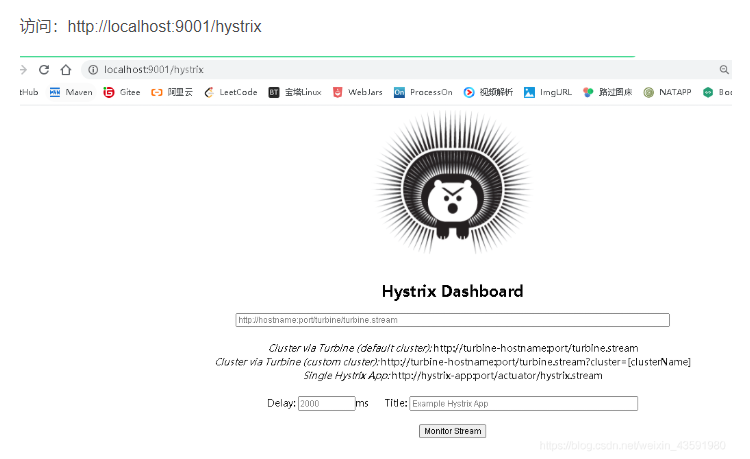 访问：http://localhost:9001/hystrix
localhost:9001/hystrix
tHub Maven Gitee 阿里云 LeetCode 宝塔Linux WebJars ProcessOn 视频解析 ImgURL 路过图床 NATAPP Boo
Hystrix Dashboard
http://hostname:port/turbine/turbine.stream
Cluster via Turbine (default cluster): http://turbine-hostname:port/turbine.stream
Cluster via Turbine (custom cluster): http://turbine-hostname:port/turbine.stream?cluster=[clusterName]
Single Hystrix App: http://hystrix-app:port/actuator/hystrix.stream
Delay: 2000 ms Title: Example Hystrix App
Monitor Stream
https://blog.csdn.net/weixin_43591980